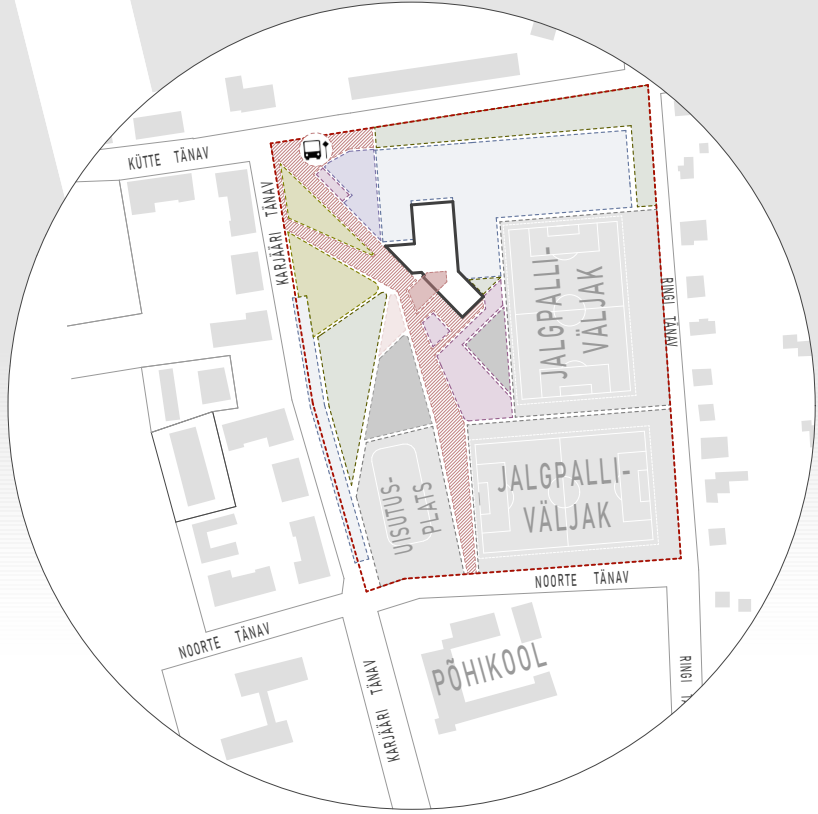 KÜTTE TÄNAV
KARJÄÄRI TÄNAV
JALGPALLI-
VÄLJAK
RINGI TÄNAV
JALGPALLI-
VÄLJAK
UISUTUS-
PLATS
NOORTE TÄNAV
NOORTE TÄNAV
KARJÄÄRI TÄNAV
PÕHIKOOL
RINGI